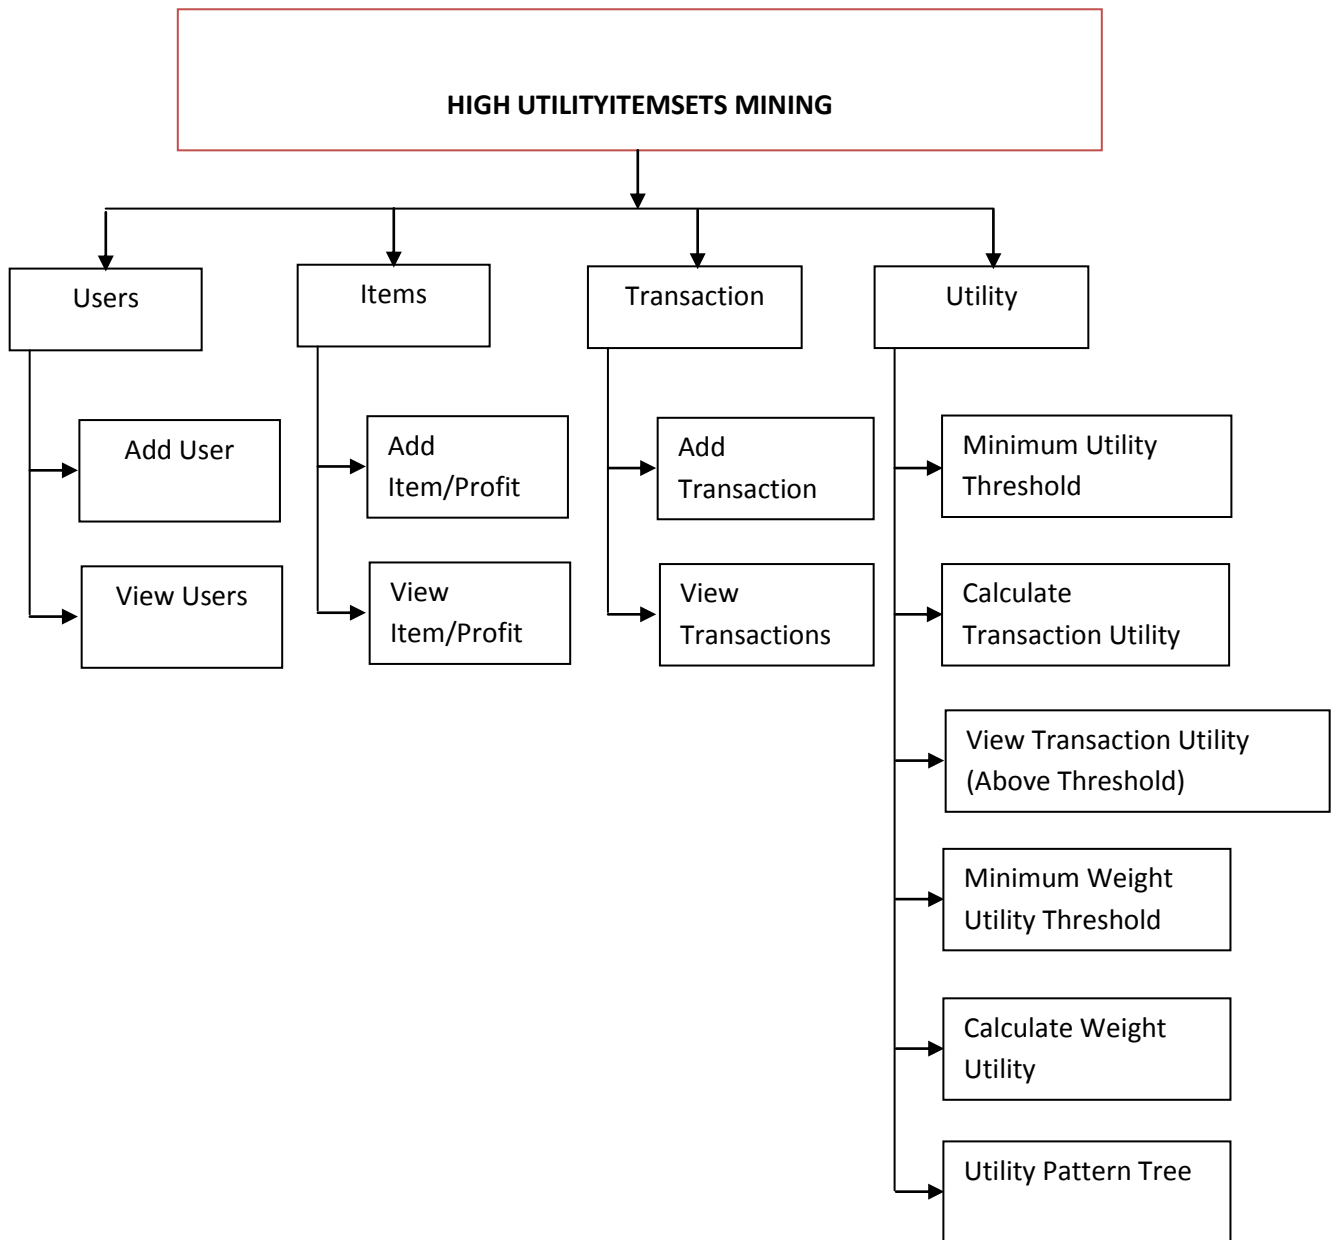 HIGH UTILITYITEMSETS MINING
Users
Items
Transaction
Utility
Add User
Add
Item/Profit
Add
Transaction
Minimum Utility
Threshold
View Users
View
Item/Profit
View
Transactions
Calculate
Transaction Utility
View Transaction Utility
(Above Threshold)
Minimum Weight
Utility Threshold
Calculate Weight
Utility
Utility Pattern Tree